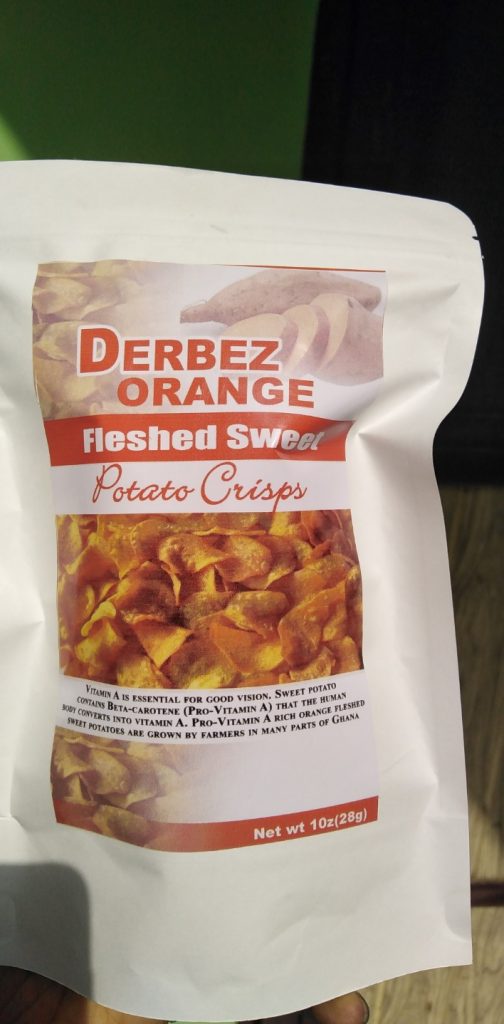 DERBEZ
ORANGE
Fleshed Sweet
Potato Crisps
VITAMIN A IS ESSENTIAL FOR GOOD VISION. SWEET POTATO
CONTAINS BETA-CAROTENE (PRO-VITAMIN A) THAT THE HUMAN
BODY CONVERTS INTO VITAMIN A. PRO-VITAMIN A RICH ORANGE FLESHED
SWEET POTATOES ARE GROWN BY FARMERS IN MANY PARTS OF GHANA
Net wt 10z(28g)